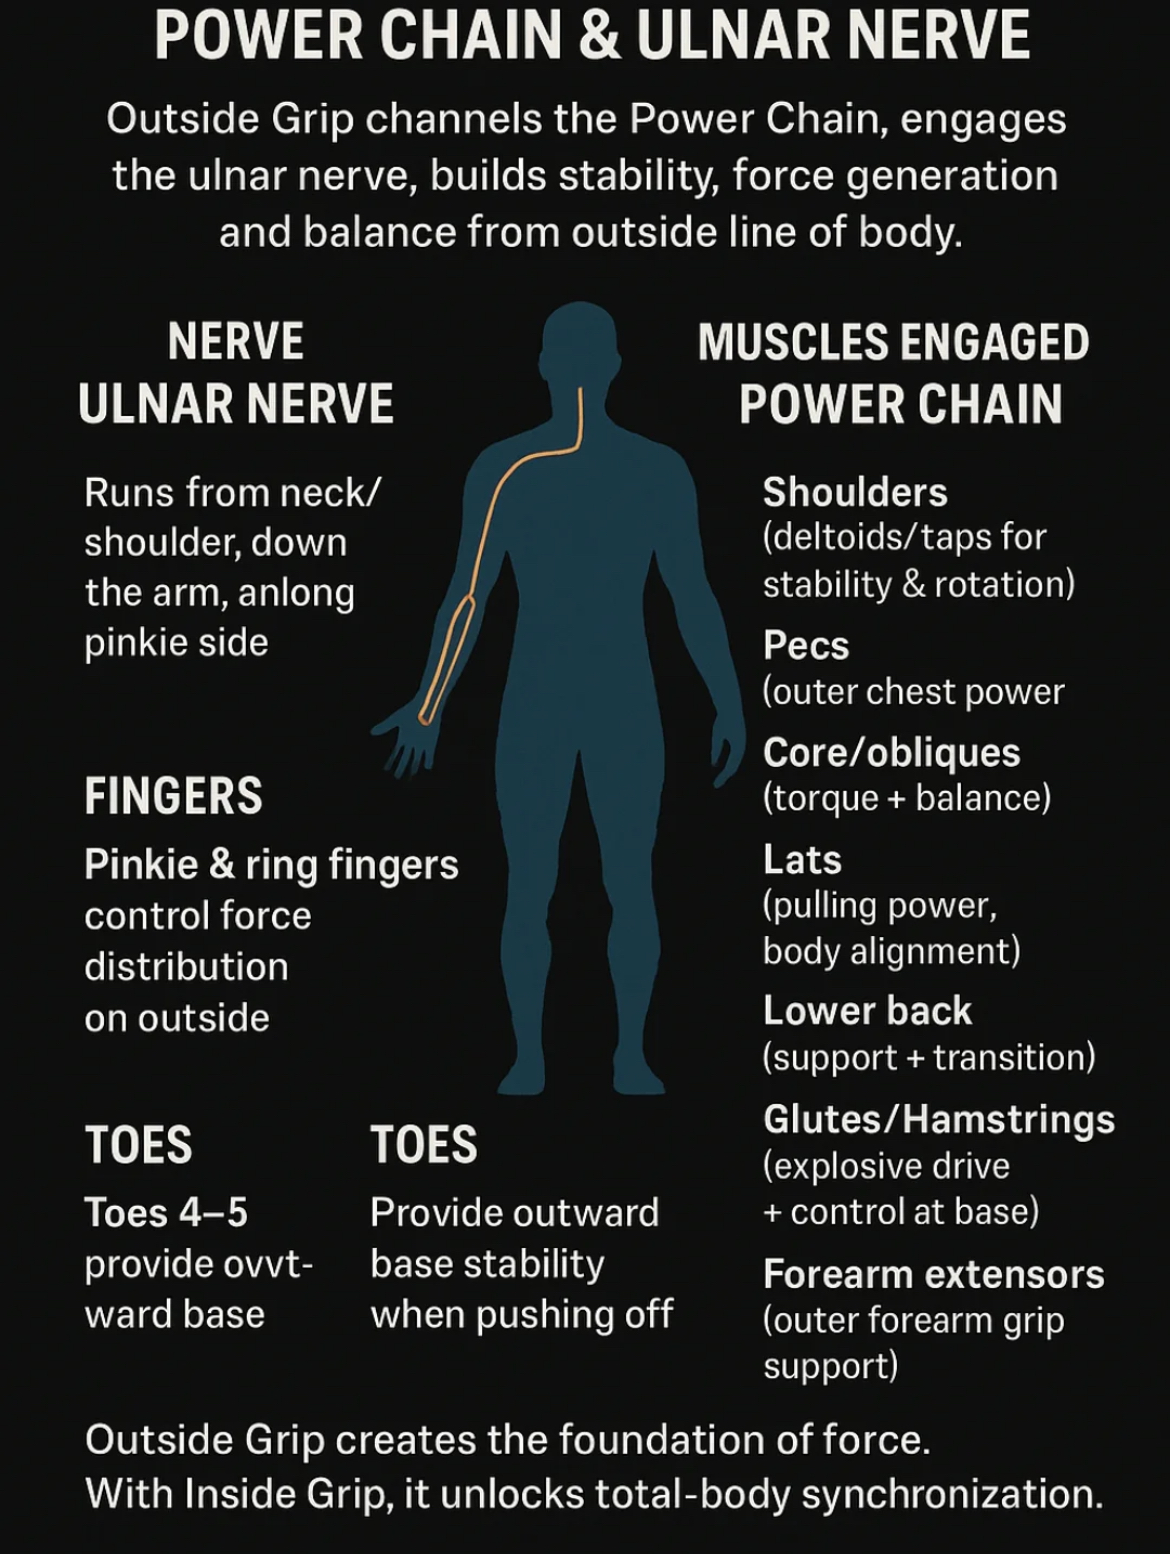 POWER CHAIN & ULNAR NERVE
Outside Grip channels the Power Chain, engages
the ulnar nerve, builds stability, force generation
and balance from outside line of body.
NERVE
ULNAR NERVE
Runs from neck/
shoulder, down
the arm, anlong
pinkie side
FINGERS
Pinkie & ring fingers
control force
distribution
on outside
TOES
Toes 4–5
provide ovvt-
ward base
TOES
Provide outward
base stability
when pushing off
MUSCLES ENGAGED
POWER CHAIN
Shoulders
(deltoids/taps for
stability & rotation)
Pecs
(outer chest power
Core/obliques
(torque + balance)
Lats
(pulling power,
body alignment)
Lower back
(support + transition)
Glutes/Hamstrings
(explosive drive
+ control at base)
Forearm extensors
(outer forearm grip
support)
Outside Grip creates the foundation of force.
With Inside Grip, it unlocks total-body synchronization.